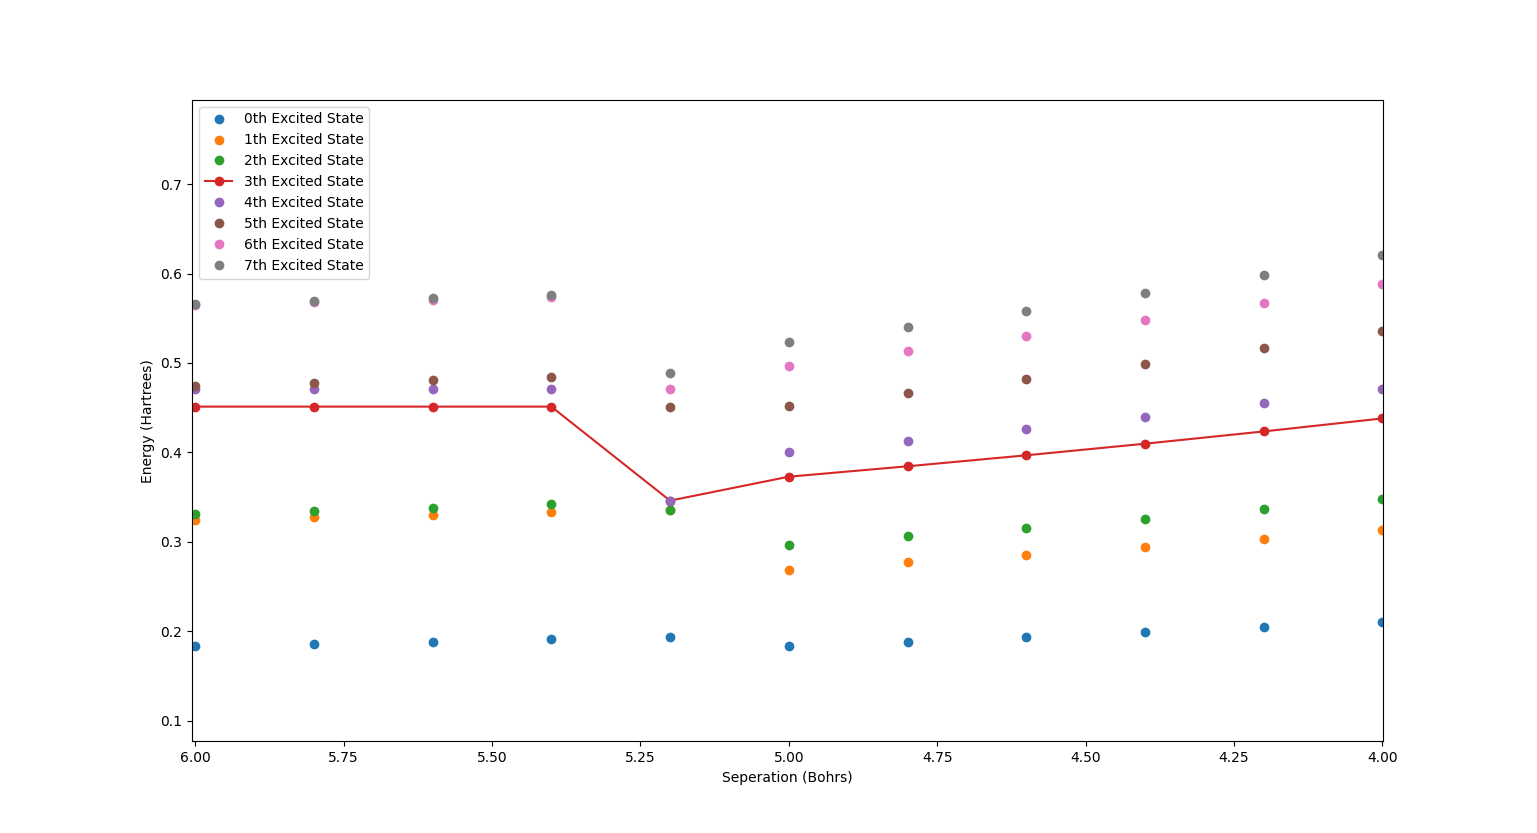 0th Excited State
1th Excited State
2th Excited State
3th Excited State
4th Excited State
5th Excited State
6th Excited State
7th Excited State
0.7
0.6
0.5
0.4
0.3
0.2
0.1
Energy (Hartrees)
6.00 5.75 5.50 5.25 5.00 4.75 4.50 4.25 4.00
Seperation (Bohrs)